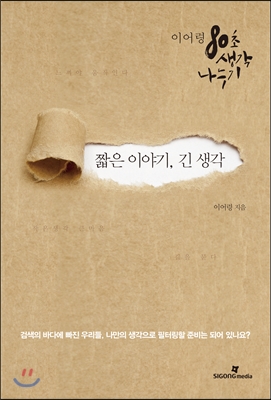 이어령
80초
생각
나누기
짧은 이야기, 긴 생각
이어령 지음
검색의 바다에 빠진 우리들, 나만의 생각으로 필터링할 준비는 되어 있나요?
SIGONG media